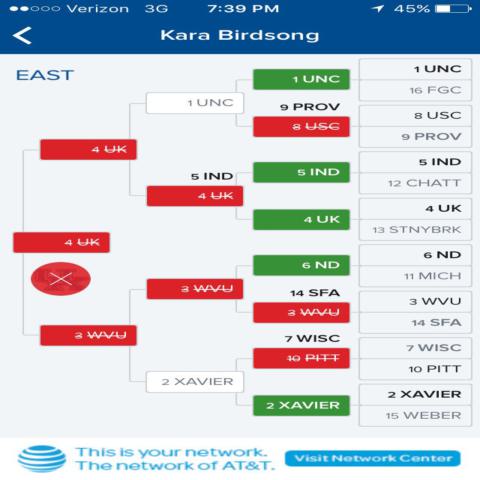 Verizon 3G 7:39 PM 45%
Kara Birdsong
EAST
1 UNC
16 FGC
1 UNC
1 UNC
9 PROV
8 USC
8 USC
9 PROV
4 UK
5 IND
4 UK
5 IND
5 IND
12 CHATT
4 UK
4 UK
13 STNYBRK
4 UK
6 ND
6 ND
11 MICH
3 WVU
14 SFA
3 WVU
3 WVU
14 SFA
3 WVU
7 WISC
10 PITT
7 WISC
10 PITT
2 XAVIER
2 XAVIER
2 XAVIER
15 WEBER
This is your network.
The network of AT&T.
Visit Network Center